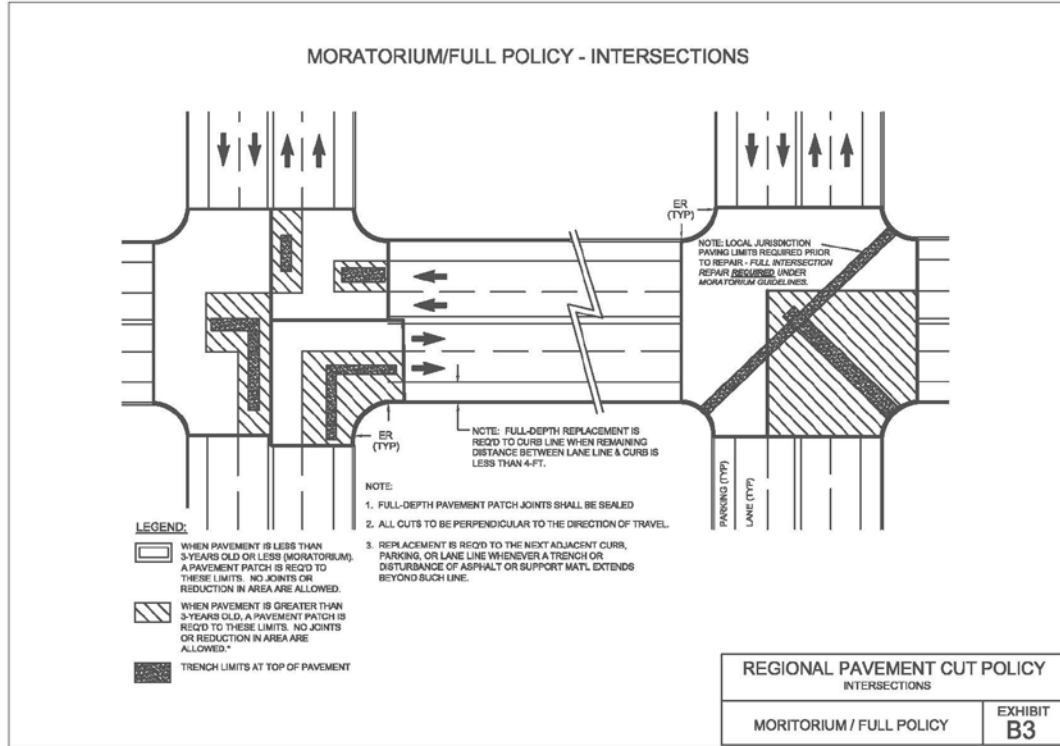 MORATORIUM/FULL POLICY - INTERSECTIONS
ER
(TYP)
NOTE: LOCAL JURISDICTION
PAVING LIMITS REQUIRED PRIOR
TO REPAIR - FULL INTERSECTION
REPAIR REQUIRED UNDER
MORATORIUM GUIDELINES.
ER
(TYP)
NOTE: FULL-DEPTH REPLACEMENT IS
REQ'D TO CURB LINE WHEN REMAINING
DISTANCE BETWEEN LANE LINE & CURB IS
LESS THAN 4-FT.
PARKING (TYP)
LANE (TYP)
NOTE:
1. FULL-DEPTH PAVEMENT PATCH JOINTS SHALL BE SEALED
2. ALL CUTS TO BE PERPENDICULAR TO THE DIRECTION OF TRAVEL.
3. REPLACEMENT IS REQ'D TO THE NEXT ADJACENT CURB,
PARKING, OR LANE LINE WHENEVER A TRENCH OR
DISTURBANCE OF ASPHALT OR SUPPORT MAT'L EXTENDS
BEYOND SUCH LINE.
LEGEND:
WHEN PAVEMENT IS LESS THAN
3-YEARS OLD OR LESS (MORATORIUM).
A PAVEMENT PATCH IS REQ'D TO
THESE LIMITS. NO JOINTS OR
REDUCTION IN AREA ARE ALLOWED.
WHEN PAVEMENT IS GREATER THAN
3-YEARS OLD, A PAVEMENT PATCH IS
REQ'D TO THESE LIMITS. NO JOINTS
OR REDUCTION IN AREA ARE
ALLOWED.*
TRENCH LIMITS AT TOP OF PAVEMENT
REGIONAL PAVEMENT CUT POLICY
INTERSECTIONS
MORITORIUM / FULL POLICY
EXHIBIT
B3